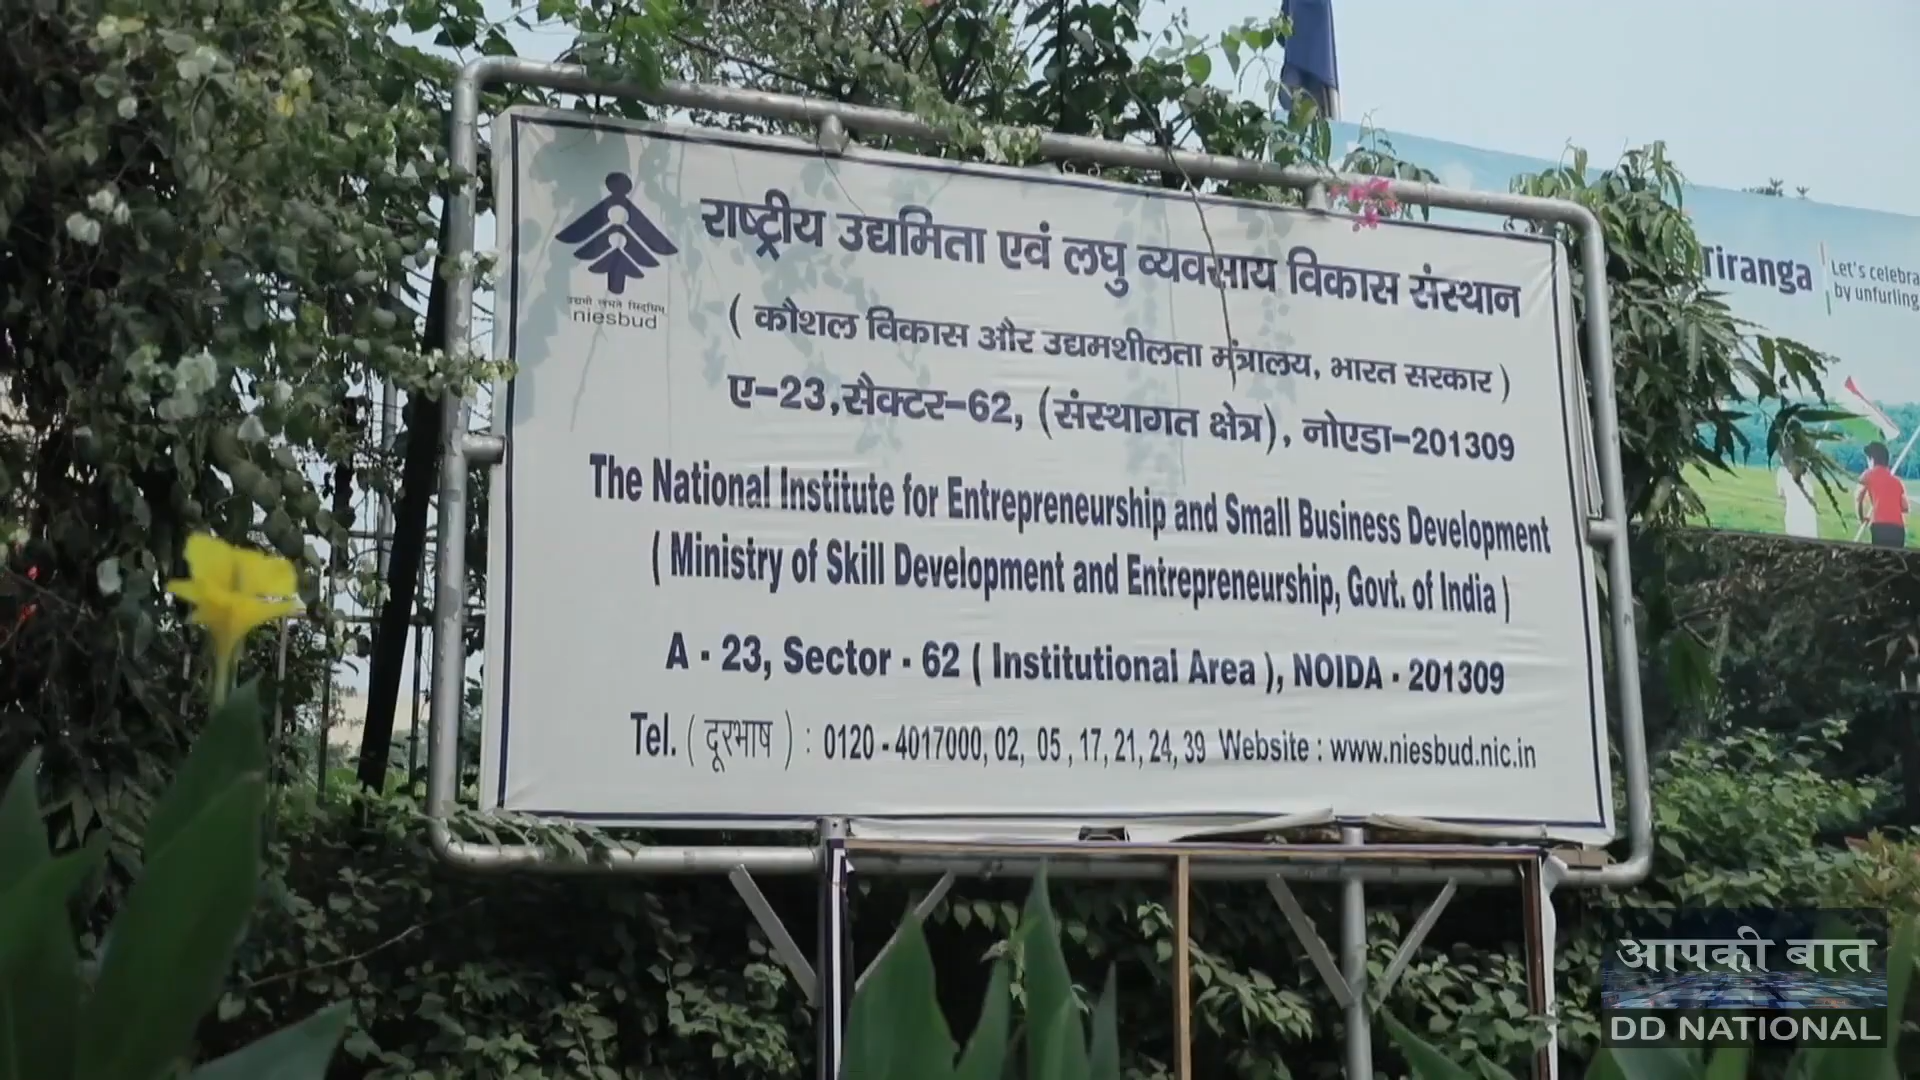 राष्ट्रीय उद्यमिता एवं लघु व्यवसाय विकास संस्थान
niesbud
( कौशल विकास और उद्यमशीलता मंत्रालय, भारत सरकार )
ए-23,सैक्टर-62, (संस्थागत क्षेत्र), नोएडा-201309
The National Institute for Entrepreneurship and Small Business Development
( Ministry of Skill Development and Entrepreneurship, Govt. of India )
A - 23, Sector - 62 ( Institutional Area ), NOIDA - 201309
Tel. ( दूरभाष ) : 0120 - 4017000, 02, 05 , 17, 21, 24, 39 Website : www.niesbud.nic.in
Tiranga
Let's celebra
by unfurling
आपकी बात
DD NATIONAL